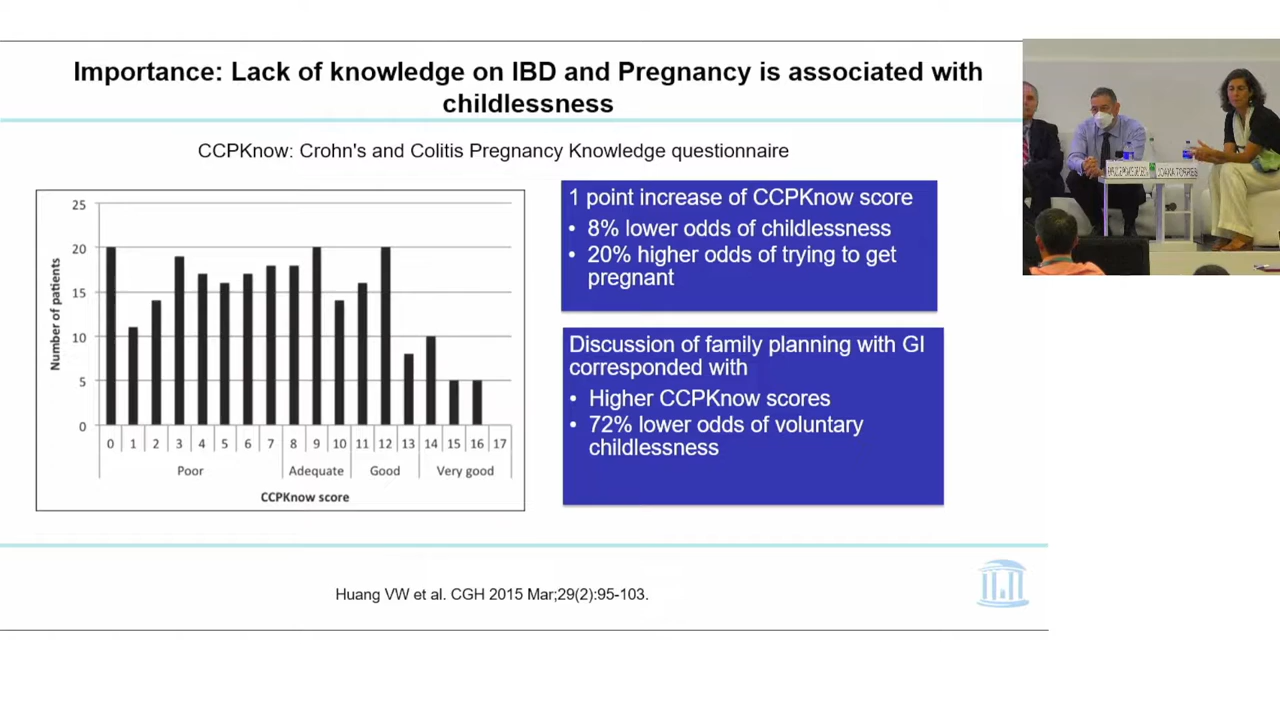 Importance: Lack of knowledge on IBD and Pregnancy is associated with
childlessness
CCPKnow: Crohn's and Colitis Pregnancy Knowledge questionnaire
25
20
15
10
5
0
Number of patients
0 1 2 3 4 5 6 7 8 9 10 11 12 13 14 15 16 17
Poor Adequate Good Very good
CCPKnow score
1 point increase of CCPKnow score
• 8% lower odds of childlessness
• 20% higher odds of trying to get
pregnant
Discussion of family planning with GI
corresponded with
• Higher CCPKnow scores
• 72% lower odds of voluntary
childlessness
Huang VW et al. CGH 2015 Mar;29(2):95-103.
JOANA TORRES